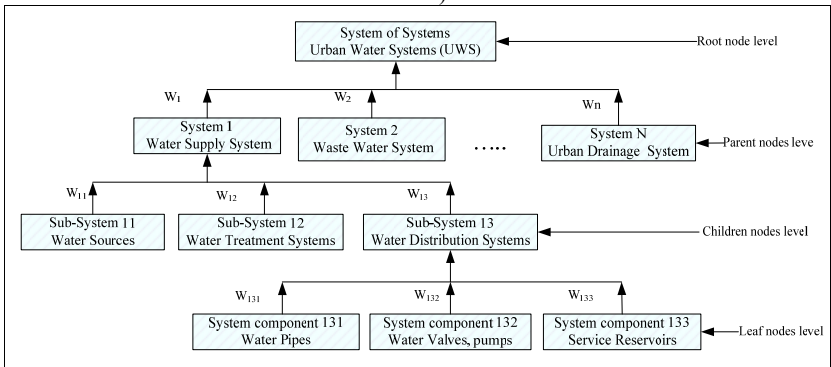 System of Systems
Urban Water Systems (UWS)
Root node level
W1
W2
Wn
System 1
Water Supply System
System 2
Waste Water System
.....
System N
Urban Drainage System
Parent nodes leve
W11
W12
W13
Sub-System 11
Water Sources
Sub-System 12
Water Treatment Systems
Sub-System 13
Water Distribution Systems
Children nodes level
W131
W132
W133
System component 131
Water Pipes
System component 132
Water Valves, pumps
System component 133
Service Reservoirs
Leaf nodes level